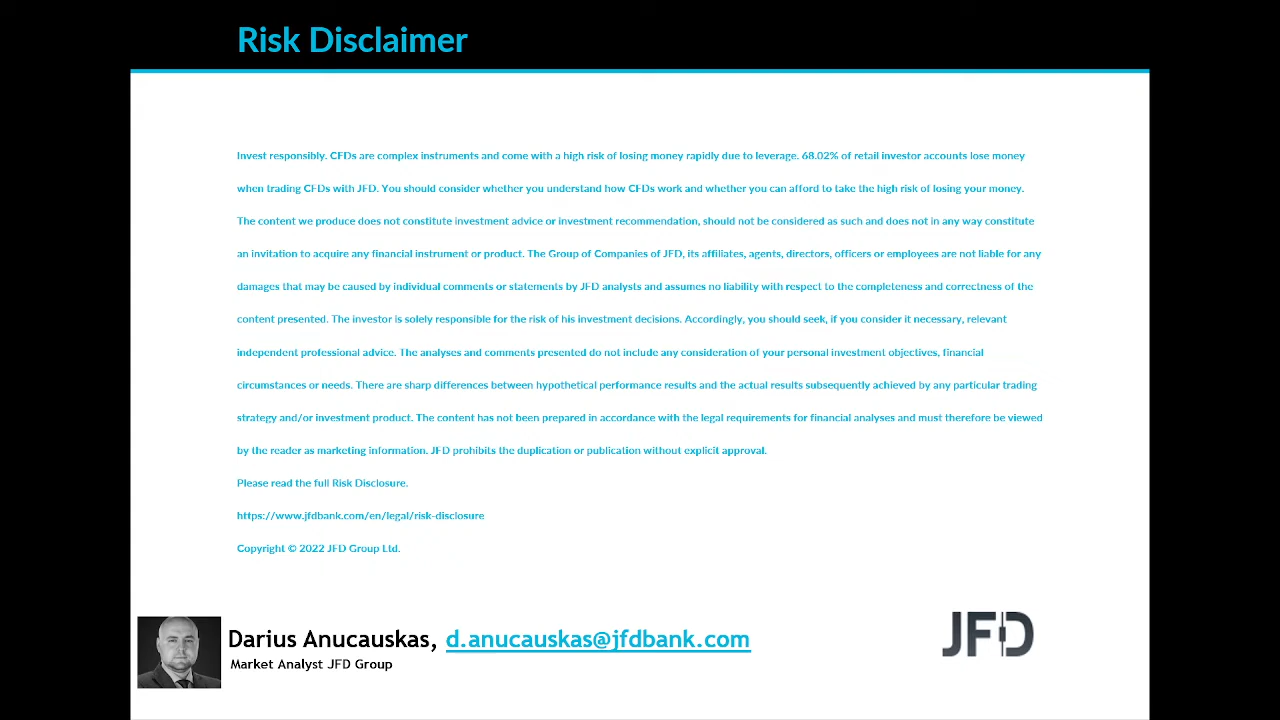 Risk Disclaimer
Invest responsibly. CFDs are complex instruments and come with a high risk of losing money rapidly due to leverage. 68.02% of retail investor accounts lose money
when trading CFDs with JFD. You should consider whether you understand how CFDs work and whether you can afford to take the high risk of losing your money.
The content we produce does not constitute investment advice or investment recommendation, should not be considered as such and does not in any way constitute
an invitation to acquire any financial instrument or product. The Group of Companies of JFD, its affiliates, agents, directors, officers or employees are not liable for any
damages that may be caused by individual comments or statements by JFD analysts and assumes no liability with respect to the completeness and correctness of the
content presented. The investor is solely responsible for the risk of his investment decisions. Accordingly, you should seek, if you consider it necessary, relevant
independent professional advice. The analyses and comments presented do not include any consideration of your personal investment objectives, financial
circumstances or needs. There are sharp differences between hypothetical performance results and the actual results subsequently achieved by any particular trading
strategy and/or investment product. The content has not been prepared in accordance with the legal requirements for financial analyses and must therefore be viewed
by the reader as marketing information. JFD prohibits the duplication or publication without explicit approval.
Please read the full Risk Disclosure.
https://www.jfdbank.com/en/legal/risk-disclosure
Copyright © 2022 JFD Group Ltd.
Darius Anucauskas, d.anucauskas@jfdbank.com
Market Analyst JFD Group
JFD